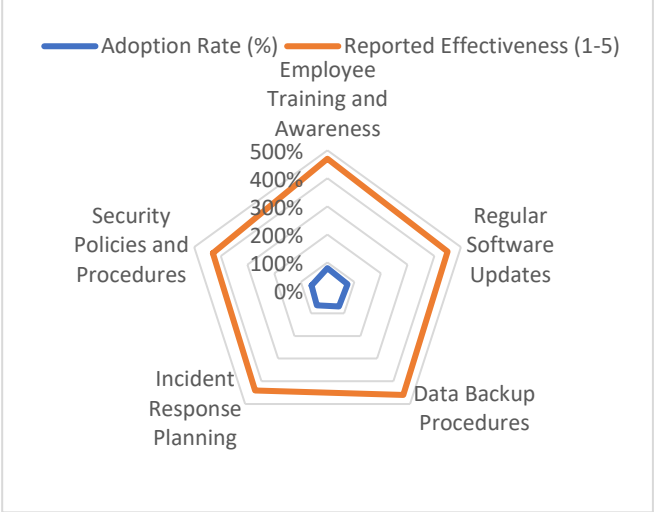 Adoption Rate (%) Reported Effectiveness (1-5)
Employee
Training and
Awareness
500%
400%
300%
200%
100%
0%
Regular
Software
Updates
Data Backup
Procedures
Incident
Response
Planning
Security
Policies and
Procedures